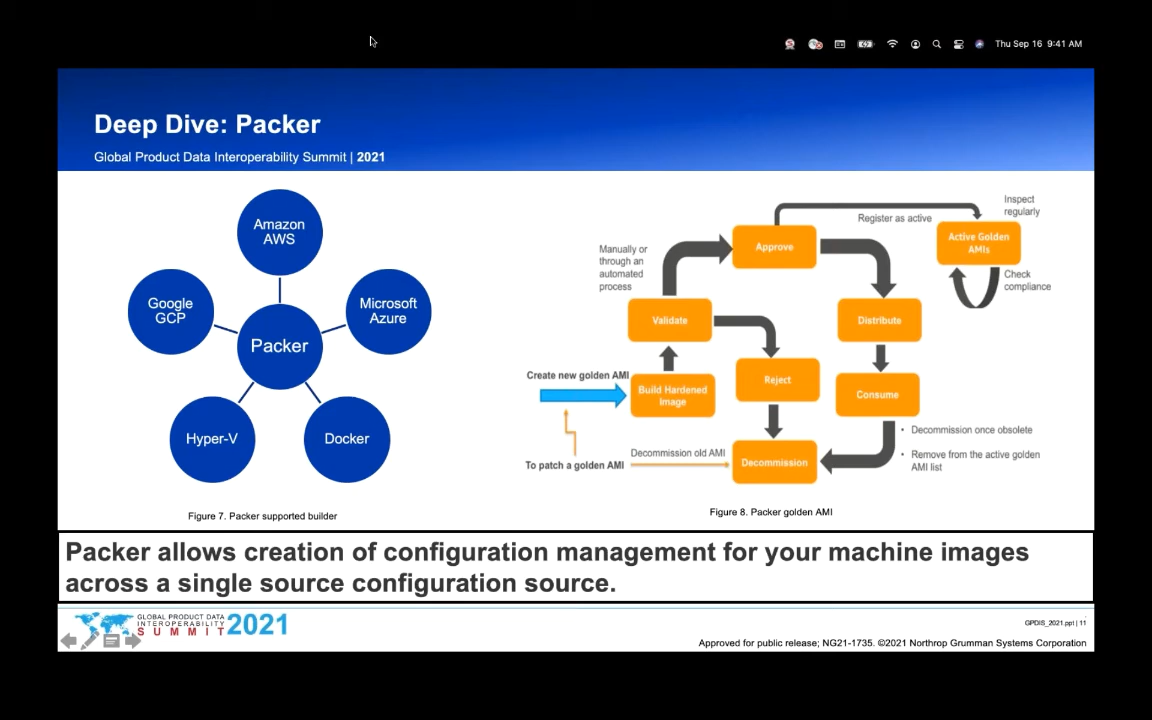 Thu Sep 16 9:41 AM
Deep Dive: Packer
Global Product Data Interoperability Summit | 2021
Amazon
AWS
Google
GCP
Microsoft
Azure
Packer
Hyper-V
Docker
Figure 7. Packer supported builder
Inspect
regularly
Register as active
Approve
Active Golden
AMIs
Manually or
through an
automated
process
Check
compliance
Validate
Distribute
Create new golden AMI
Build Hardened
Image
Reject
Consume
Decommission once obsolete
Remove from the active golden
AMI list
To patch a golden AMI
Decommission old AMI
Decommission
Figure 8. Packer golden AMI
Packer allows creation of configuration management for your machine images
across a single source configuration source.
GLOBAL PRODUCT DATA
INTEROPERABILITY
SUMMIT 2021
GPDIS_2021.ppt | 11
Approved for public release; NG21-1735. ©2021 Northrop Grumman Systems Corporation